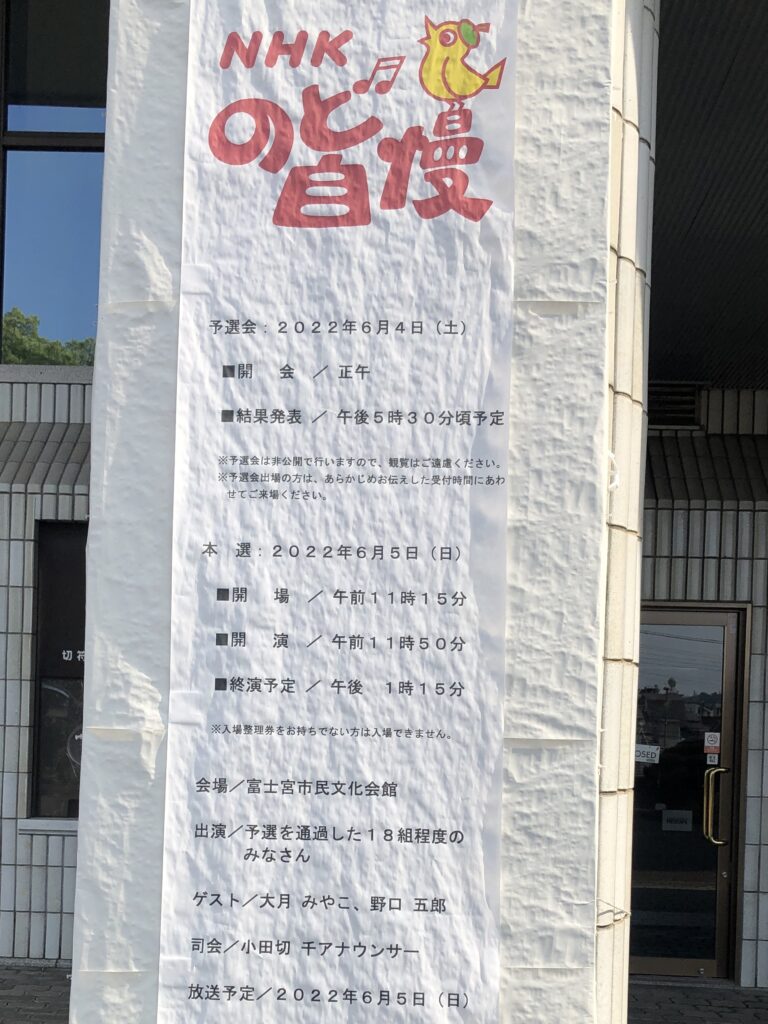 NHK
のど自慢
予選会：２０２２年６月４日（土）
■開　会　／ 正午
■結果発表 ／ 午後５時３０分頃予定
※予選会は非公開で行いますので、観覧はご遠慮ください。
※予選会出場の方は、あらかじめお伝えした受付時間にあわ
せてご来場ください。
本　選：２０２２年６月５日（日）
■開　場　／ 午前１１時１５分
■開　演　／ 午前１１時５０分
■終演予定 ／ 午後　１時１５分
※入場整理券をお持ちでない方は入場できません。
会場／富士宮市民文化会館
出演／予選を通過した１８組程度の
みなさん
ゲスト／大月 みやこ、野口 五郎
司会／小田切 千アナウンサー
放送予定／２０２２年６月５日（日）
切符
OSED